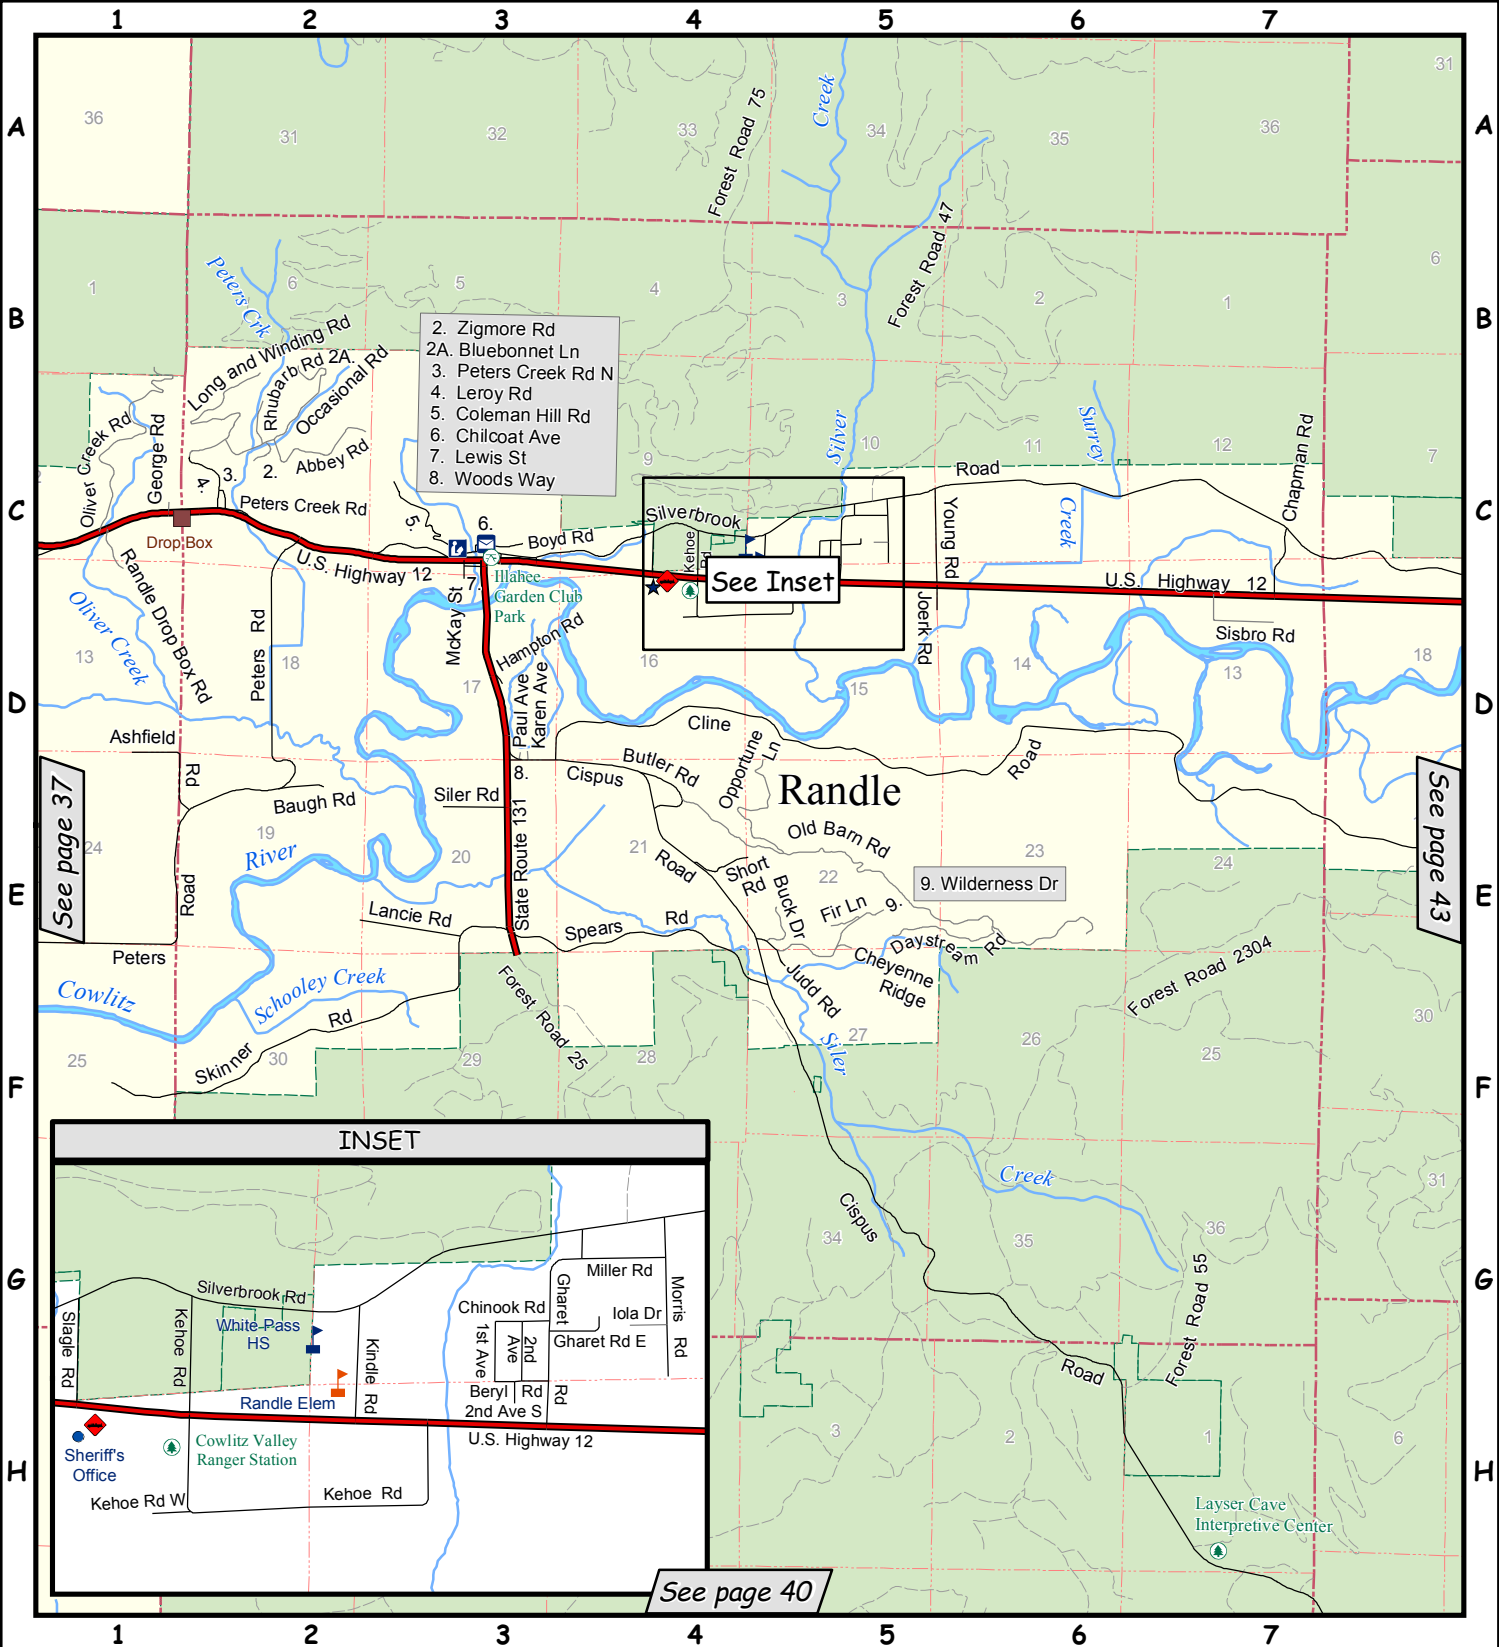 1 2 3 4 5 6 7
A A
B B
C C
D D
E E
F F
G G
H H
36
31
32
33
34
35
36
31
Forest Road 75
Creek
Forest Road 47
1
6
5
4
3
2
1
6
Peters Crk
Long and Winding Rd
Rhubarb Rd
2A.
Occasional Rd
2. Zigmore Rd
2A. Bluebonnet Ln
3. Peters Creek Rd N
4. Leroy Rd
5. Coleman Hill Rd
6. Chilcoat Ave
7. Lewis St
8. Woods Way
Oliver Creek Rd
George Rd
4.
3.
2.
Abbey Rd
Peters Creek Rd
5.
6.
Boyd Rd
9
10
11
12
7
Silver
Surrey
Creek
Road
Chapman Rd
Silverbrook
Kehoe
Rd
See Inset
Young Rd
Drop Box
U.S. Highway 12
U.S. Highway 12
7.
Illahee
Garden Club
Park
Randle Drop Box Rd
Oliver Creek
Peters Rd
McKay St
Hampton Rd
Paul Ave
Karen Ave
Joerk Rd
Sisbro Rd
13
18
17
16
15
14
13
18
Ashfield
Rd
Baugh Rd
Siler Rd
8.
Cispus
Butler Rd
Cline
Opportune Ln
Road
Randle
See page 37
See page 43
24
19
20
21
22
23
24
River
State Route 131
Road
Old Barn Rd
Short
Rd
Buck Dr
Fir Ln
9.
9. Wilderness Dr
Road
Peters
Lancie Rd
Spears
Rd
Daystream Rd
Cheyenne
Ridge
Judd Rd
Forest Road 2304
Cowlitz
Schooley Creek
Skinner
Rd
Forest Road 25
Siler
Creek
25
30
29
28
27
26
25
30
Cispus
Road
34
35
36
31
Forest Road 55
3
2
1
6
Layser Cave
Interpretive Center
INSET
Silverbrook Rd
Slagale Rd
Kehoe Rd
White Pass
HS
Kindle Rd
Randle Elem
Chinook Rd
1st Ave
2nd
Ave
Gharet
Rd
Miller Rd
Iola Dr
Gharet Rd E
Morris Rd
Beryl Rd
2nd Ave S
U.S. Highway 12
Sheriff's
Office
Cowlitz Valley
Ranger Station
Kehoe Rd W
Kehoe Rd
See page 40
1 2 3 4 5 6 7